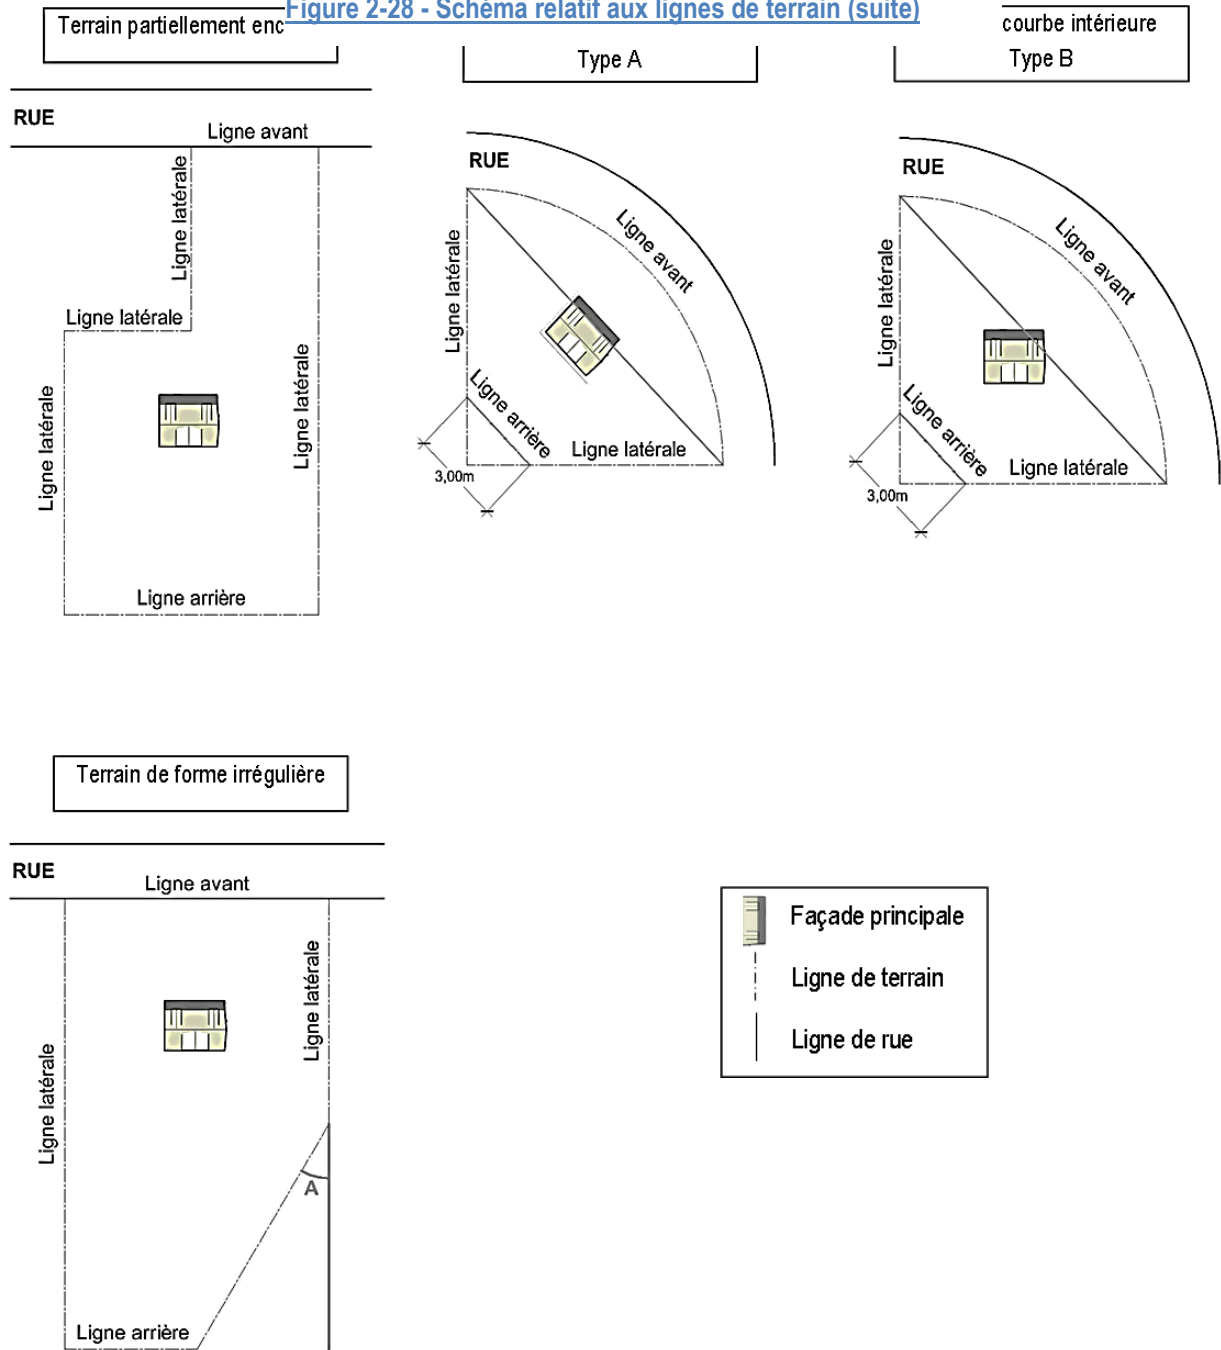 Figure 2-28 - Schéma relatif aux lignes de terrain (suite)
Terrain partiellement
Type A
courbe intérieure
Type B
RUE
Ligne avant
Ligne latérale
Ligne latérale
Ligne latérale
Ligne latérale
Ligne arrière
RUE
Ligne avant
Ligne latérale
Ligne arrière
Ligne latérale
3,00m
RUE
Ligne avant
Ligne latérale
Ligne arrière
Ligne latérale
3,00m
Terrain de forme irrégulière
RUE
Ligne avant
Ligne latérale
Ligne latérale
A
Ligne arrière
Façade principale
Ligne de terrain
Ligne de rue